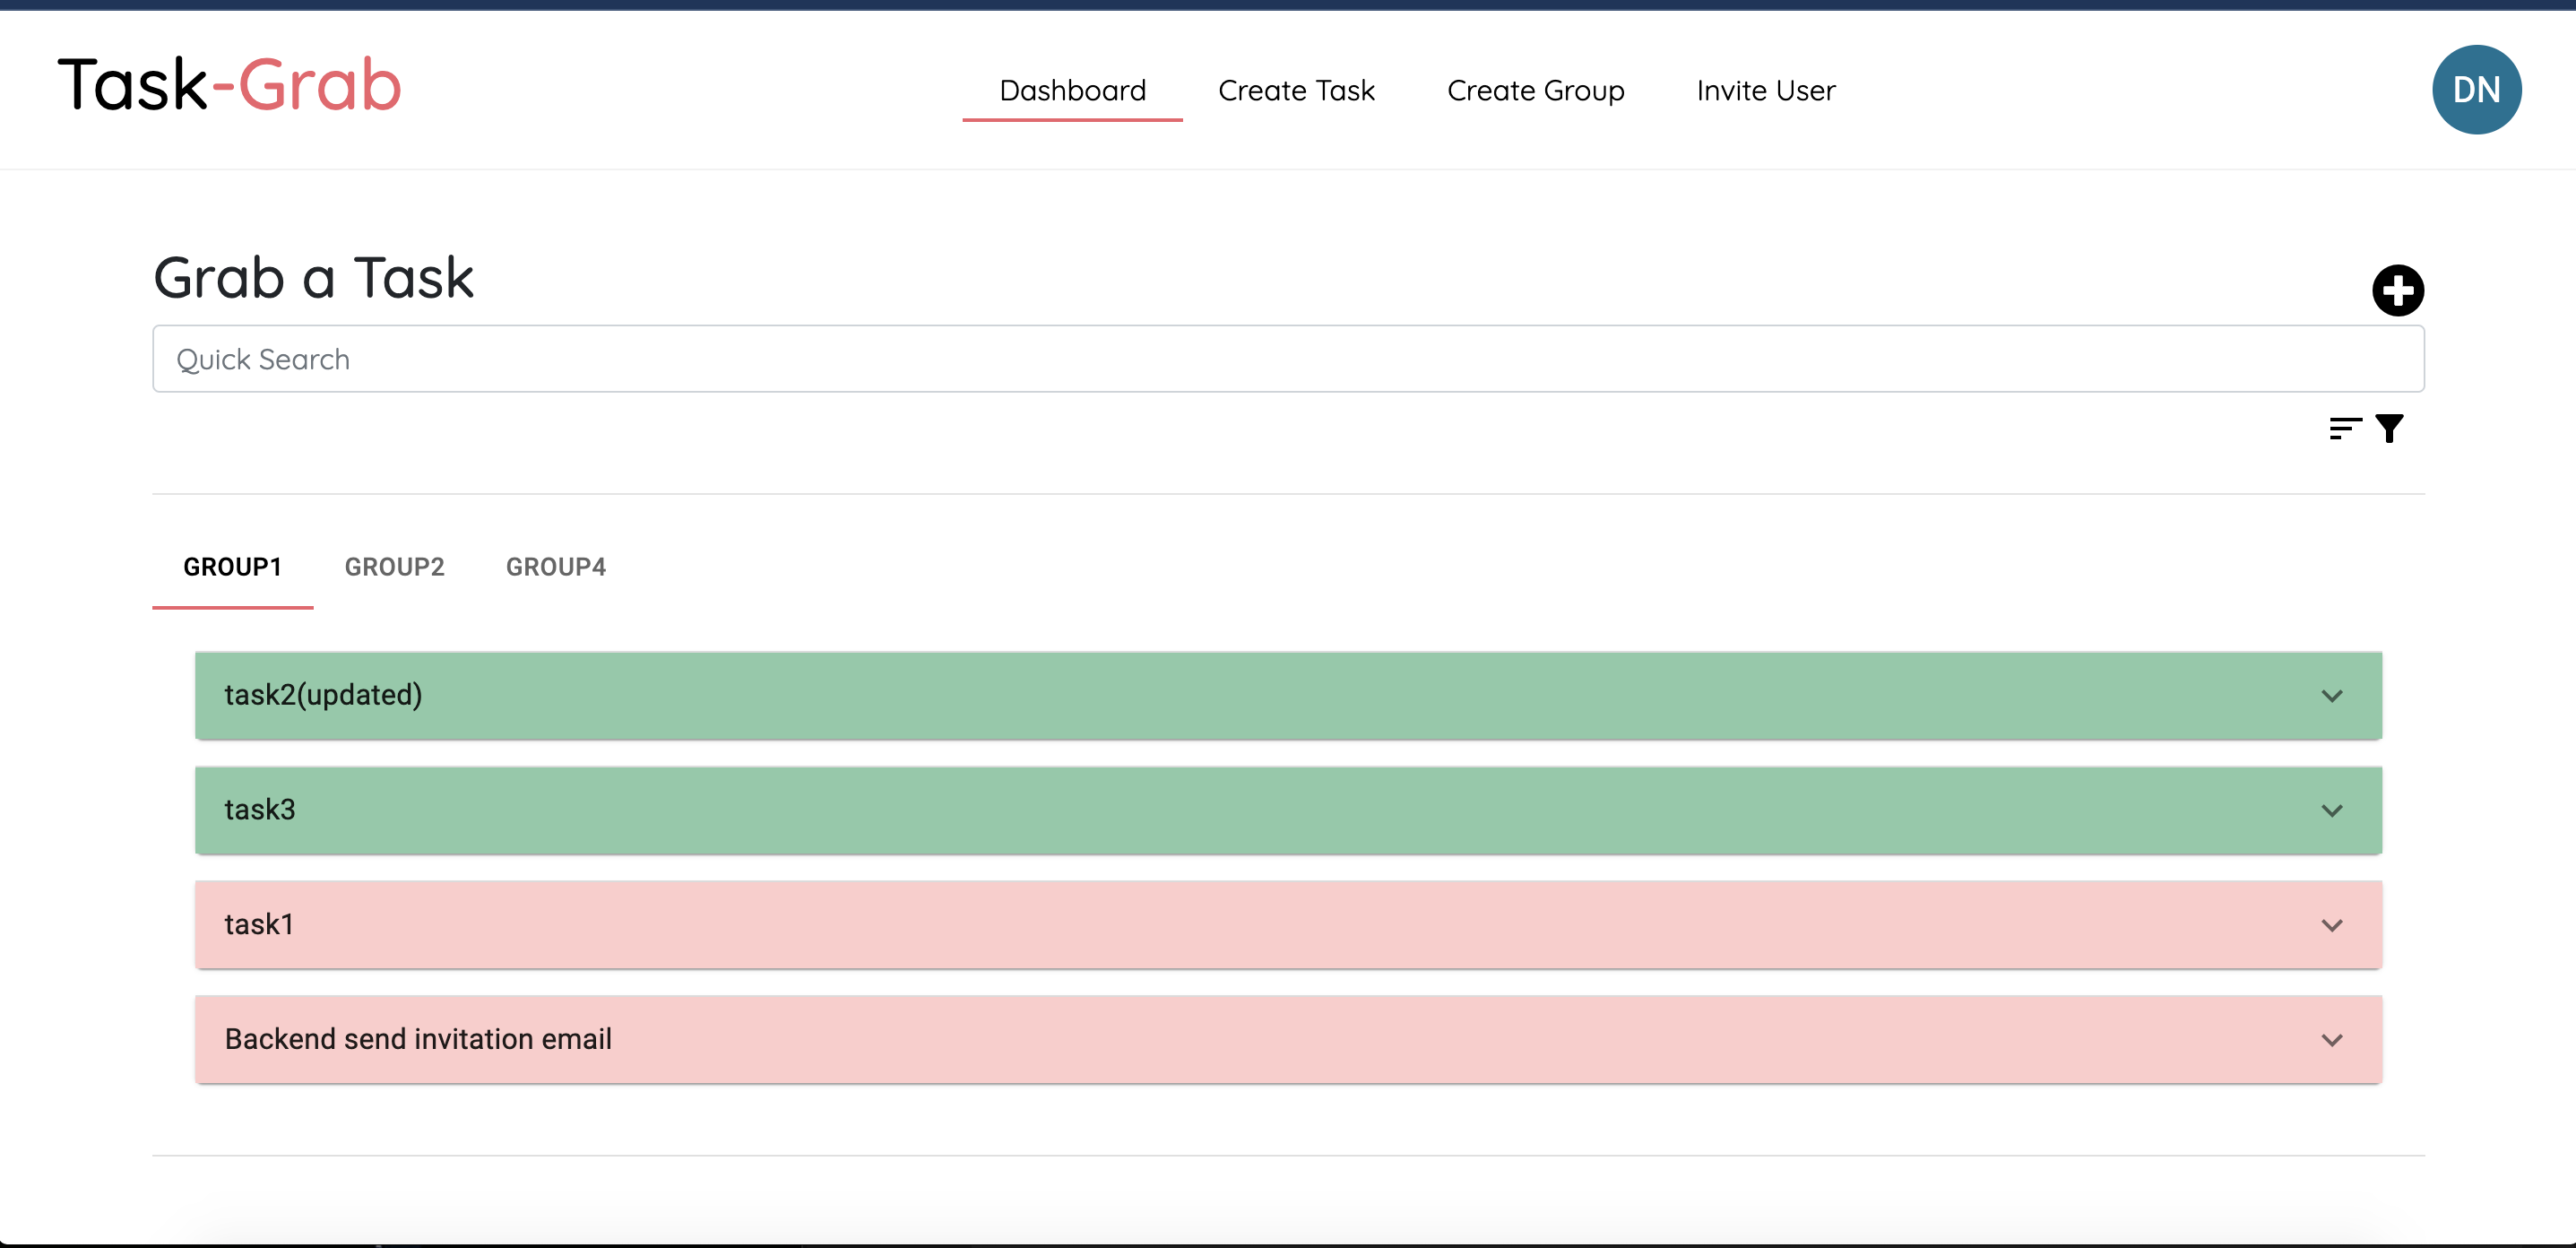 Task-Grab
Dashboard Create Task Create Group Invite User
DN
Grab a Task
Quick Search
GROUP1 GROUP2 GROUP4
task2(updated)
task3
task1
Backend send invitation email